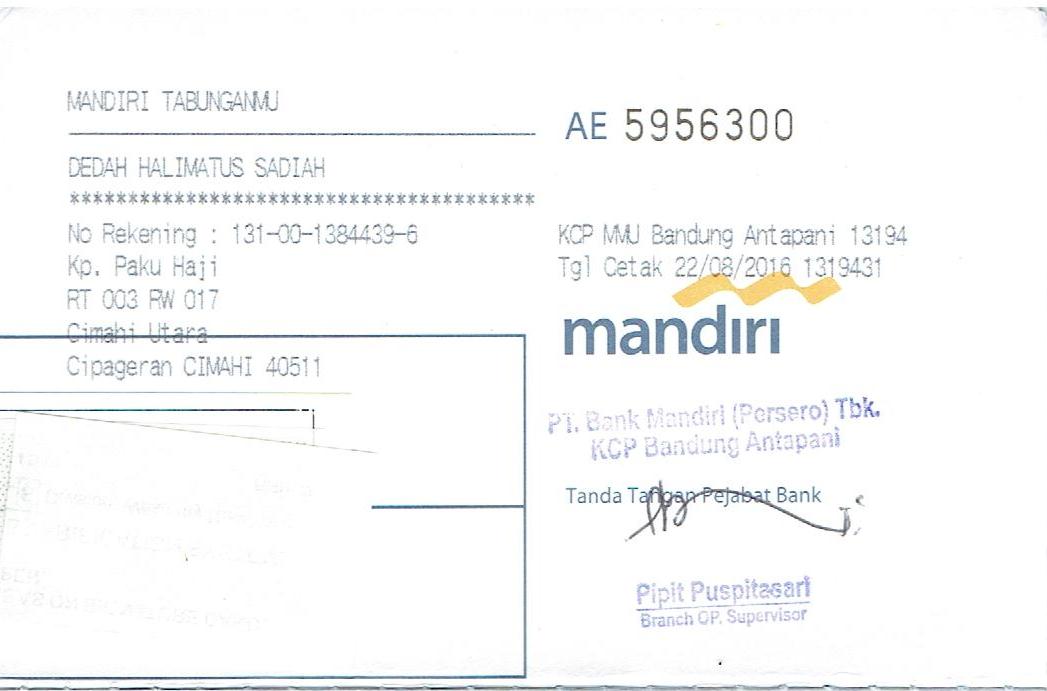 MANDIRI TABUNGANMU
AE 5956300
DEDAH HALIMATUS SADIAH
****************************************
No Rekening : 131-00-1384439-6
Kp. Paku Haji
RT 003 RW 017
Cimahi Utara
Cipageran CIMAHI 40511
KCP MMU Bandung Antapani 13194
Tgl Cetak 22/08/2016 1319431
mandiri
PT. Bank Mandiri (Persero) Tbk.
KCP Bandung Antapani
Tanda Tangan Pejabat Bank
Pipit Puspitasari
Branch OP. Supervisor